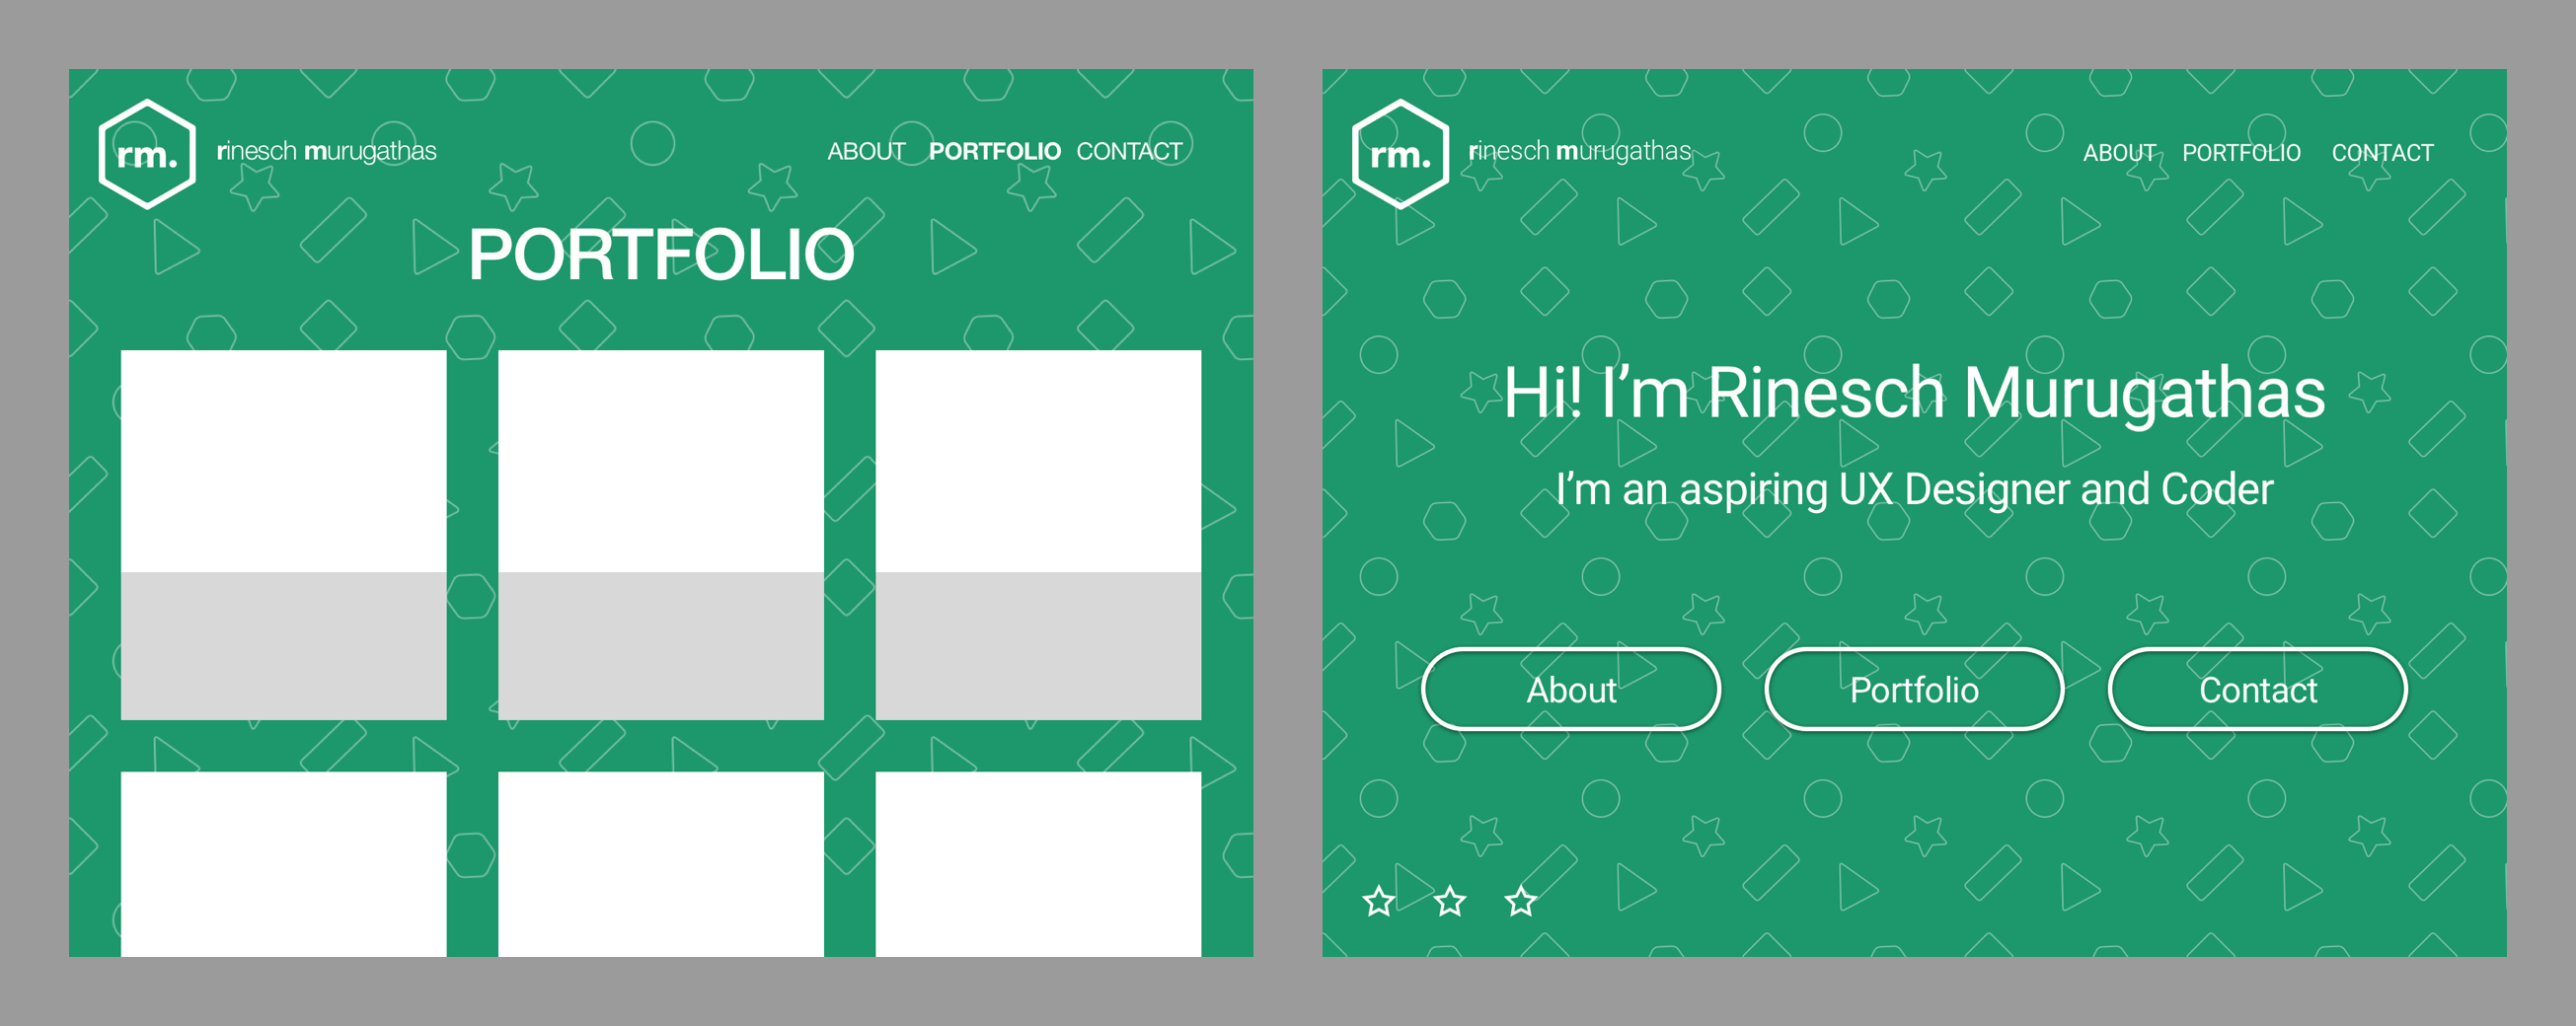 rm.
rinesch murugathas
ABOUT PORTFOLIO CONTACT
PORTFOLIO
rm.
rinesch murugathas
ABOUT PORTFOLIO CONTACT
Hi! I’m Rinesch Murugathas
I’m an aspiring UX Designer and Coder
About Portfolio Contact